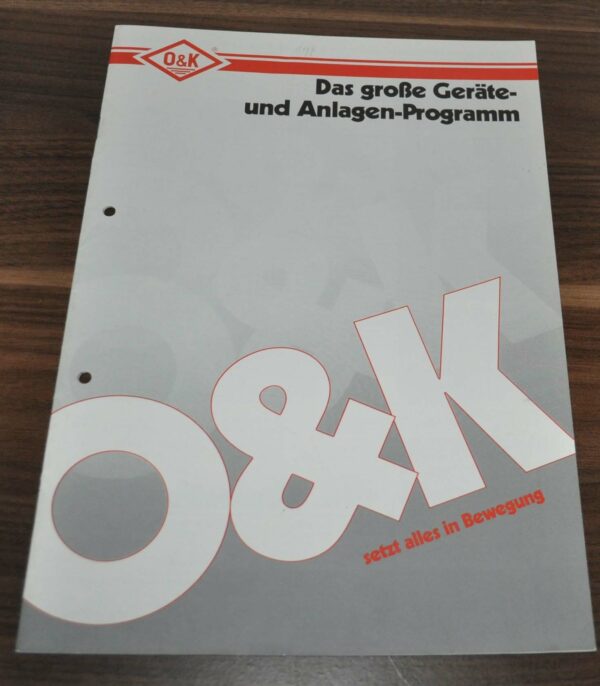 O&K
Das große Geräte-
und Anlagen-Programm
O&K
setzt alles in Bewegung